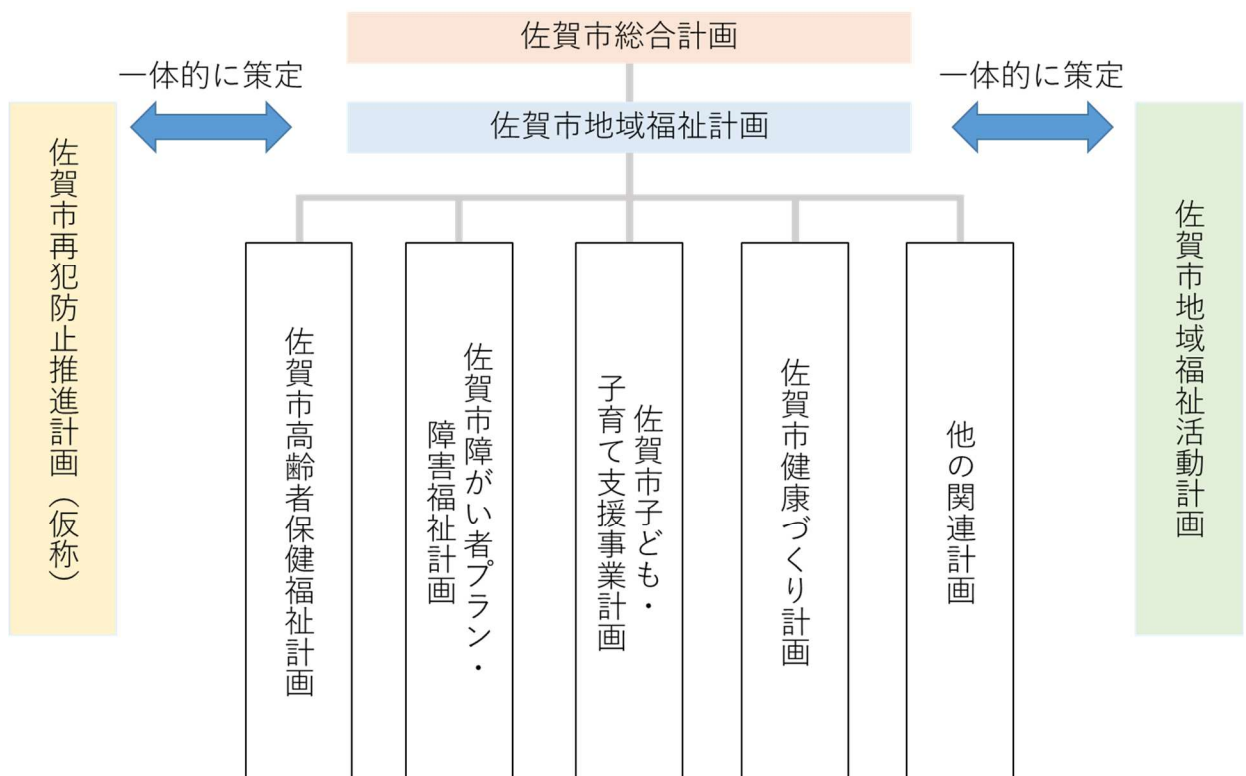 佐賀市総合計画
一体的に策定
一体的に策定
佐賀市地域福祉計画
佐賀市再犯防止推進計画（仮称）
佐賀市高齢者保健福祉計画
佐賀市障がい者プラン・
障害福祉計画
佐賀市子ども・
子育て支援事業計画
佐賀市健康づくり計画
他の関連計画
佐賀市地域福祉活動計画